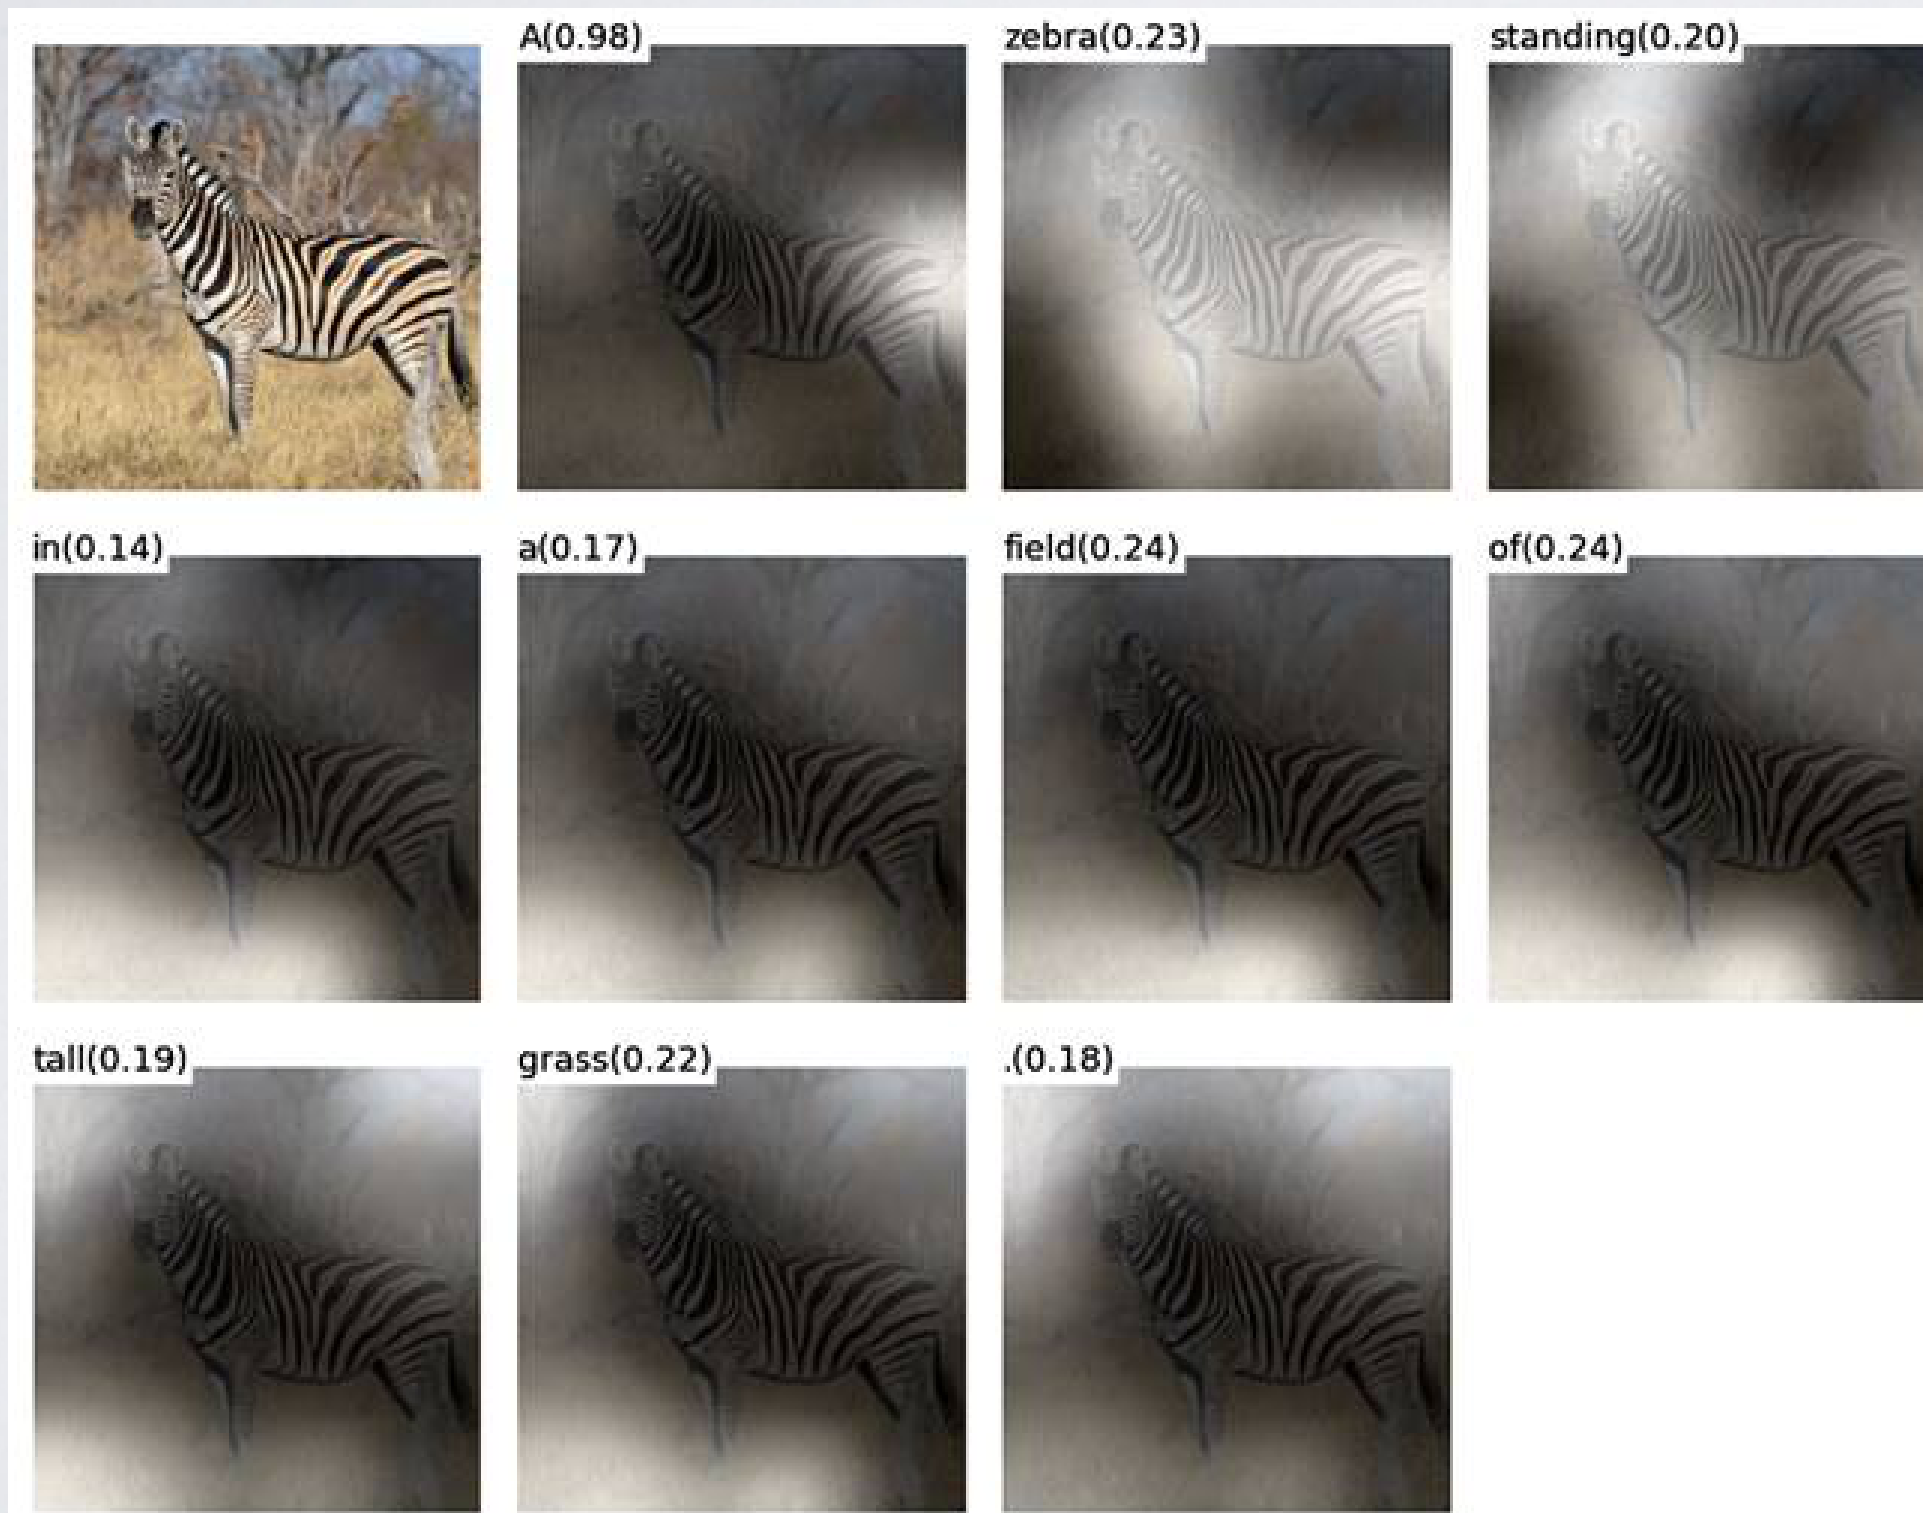 A(0.98)
zebra(0.23)
standing(0.20)
in(0.14)
a(0.17)
field(0.24)
of(0.24)
tall(0.19)
grass(0.22)
.(0.18)